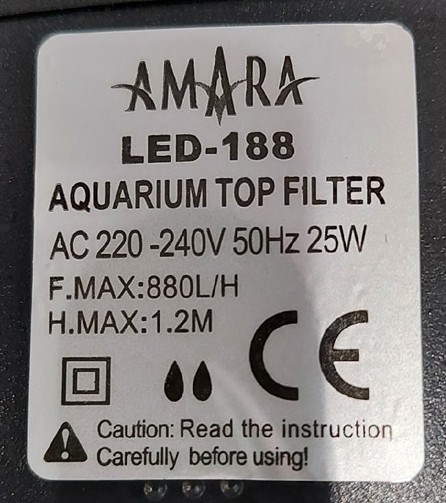 AMARA
LED-188
AQUARIUM TOP FILTER
AC 220 -240V 50Hz 25W
F.MAX:880L/H
H.MAX:1.2M
CE
Caution: Read the instruction
Carefully before using!